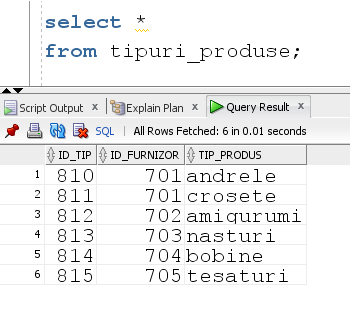 select *
from tipuri_produse;
Script Output x Explain Plan x Query Result x
SQL | All Rows Fetched: 6 in 0.01 seconds
ID_TIP ID_FURNIZOR TIP_PRODUS
1 810 701 andrele
2 811 701 crosete
3 812 702 amigurumi
4 813 703 nasturi
5 814 704 bobine
6 815 705 tesaturi